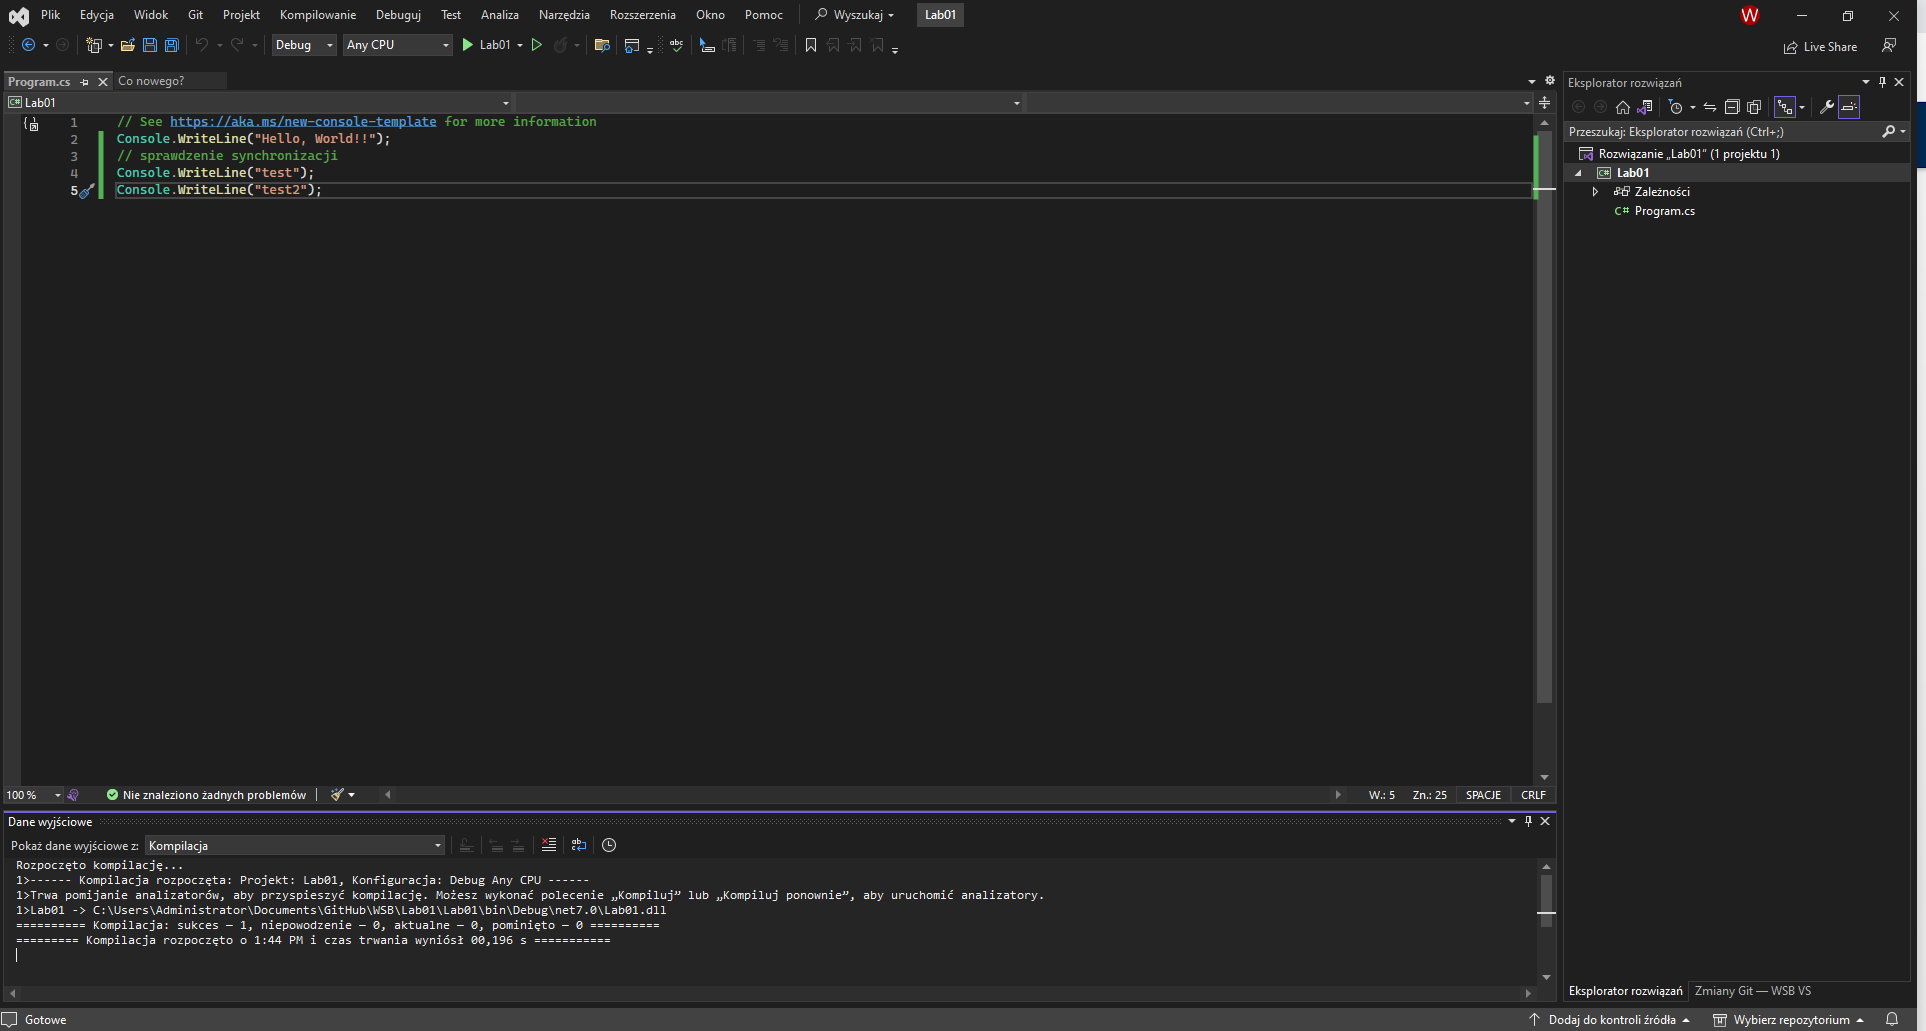 Plik Edycja Widok Git Projekt Kompilowanie Debuguj Test Analiza Narzędzia Rozszerzenia Okno Pomoc Wyszukaj Lab01 W
Debug Any CPU Lab01 abc Live Share
Program.cs Co nowego?
C# Lab01
1 // See https://aka.ms/new-console-template for more information
2 Console.WriteLine("Hello, World!!");
3 // sprawdzenie synchronizacji
4 Console.WriteLine("test");
5 Console.WriteLine("test2");
100 % Nie znaleziono żadnych problemów W.: 5 Zn.: 25 SPACJE CRLF
Dane wyjściowe
Pokaż dane wyjściowe z: Kompilacja
Rozpoczęto kompilację...
1>------ Kompilacja rozpoczęta: Projekt: Lab01, Konfiguracja: Debug Any CPU ------
1>Trwa pomijanie analizatorów, aby przyspieszyć kompilację. Możesz wykonać polecenie „Kompiluj” lub „Kompiluj ponownie”, aby uruchomić analizatory.
1>Lab01 -> C:\Users\Administrator\Documents\GitHub\WSB\Lab01\Lab01\bin\Debug\net7.0\Lab01.dll
========== Kompilacja: sukces — 1, niepowodzenie — 0, aktualne — 0, pominięto — 0 ==========
========= Kompilacja rozpoczęto o 1:44 PM i czas trwania wyniósł 00,196 s ===========
Eksplorator rozwiązań
Przeszukaj: Eksplorator rozwiązań (Ctrl+;)
Rozwiązanie „Lab01” (1 projektu 1)
C# Lab01
Zależności
C# Program.cs
Eksplorator rozwiązań Zmiany Git — WSB VS
Gotowe Dodaj do kontroli źródła Wybierz repozytorium